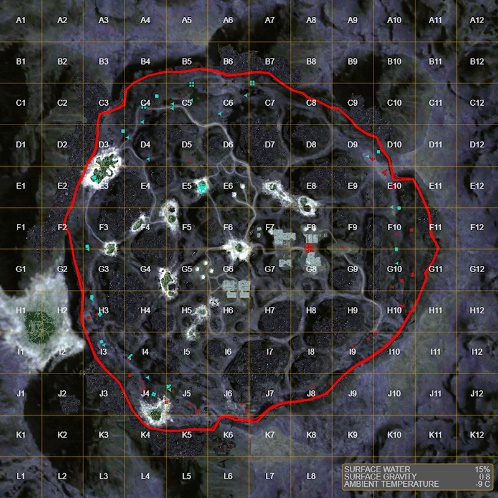 A1 A2 A3 A4 A5 A6 A7 A8 A9 A10 A11 A12
B1 B2 B3 B4 B5 B6 B7 B8 B9 B10 B11 B12
C1 C2 C3 C4 C5 C6 C7 C8 C9 C10 C11 C12
D1 D2 D3 D4 D5 D6 D7 D8 D9 D10 D11 D12
E1 E2 E3 E4 E5 E6 E7 E8 E9 E10 E11 E12
F1 F2 F3 F4 F5 F6 F7 F8 F9 F10 F11 F12
G1 G2 G3 G4 G5 G6 G7 G8 G9 G10 G11 G12
H1 H2 H3 H4 H5 H6 H7 H8 H9 H10 H11 H12
I1 I2 I3 I4 I5 I6 I7 I8 I9 I10 I11 I12
J1 J2 J3 J4 J5 J6 J7 J8 J9 J10 J11 J12
K1 K2 K3 K4 K5 K6 K7 K8 K9 K10 K11 K12
L1 L2 L3 L4 L5 L6 L7 L8
SURFACE WATER 15%
SURFACE GRAVITY 0.8
AMBIENT TEMPERATURE -9 C